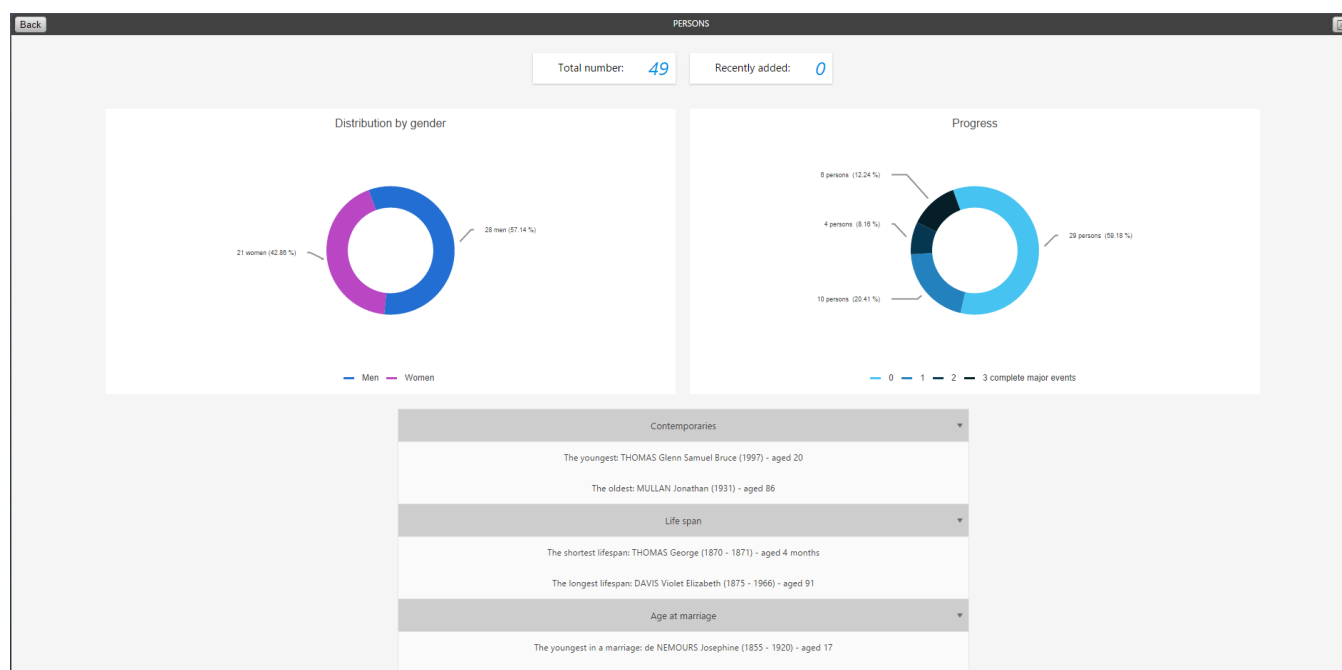 Back
PERSONS
Total number: 49
Recently added: 0
Distribution by gender
28 men (57.14 %)
21 women (42.86 %)
Men
Women
Progress
6 persons (12.24 %)
4 persons (8.16 %)
29 persons (59.18 %)
10 persons (20.41 %)
0
1
2
3 complete major events
Contemporaries
The youngest: THOMAS Glenn Samuel Bruce (1997) - aged 20
The oldest: MULLAN Jonathan (1931) - aged 86
Life span
The shortest lifespan: THOMAS George (1870 - 1871) - aged 4 months
The longest lifespan: DAVIS Violet Elizabeth (1875 - 1966) - aged 91
Age at marriage
The youngest in a marriage: de NEMOURS Josephine (1855 - 1920) - aged 17